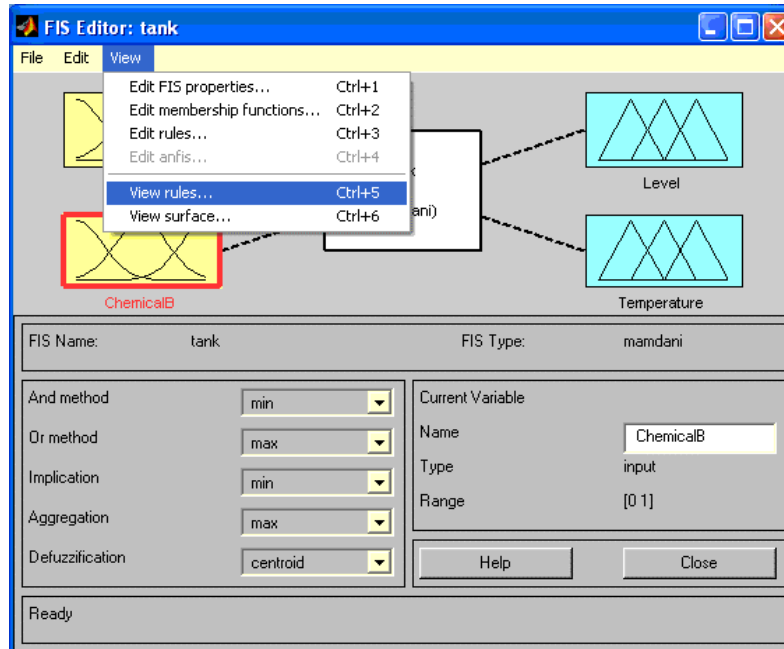 FIS Editor: tank
File Edit View
Edit FIS properties... Ctrl+1
Edit membership functions... Ctrl+2
Edit rules... Ctrl+3
Edit anfis... Ctrl+4
View rules... Ctrl+5
View surface... Ctrl+6
ani)
Level
ChemicalB
Temperature
FIS Name: tank FIS Type: mamdani
And method min
Or method max
Implication min
Aggregation max
Defuzzification centroid
Current Variable
Name ChemicalB
Type input
Range [0 1]
Help Close
Ready